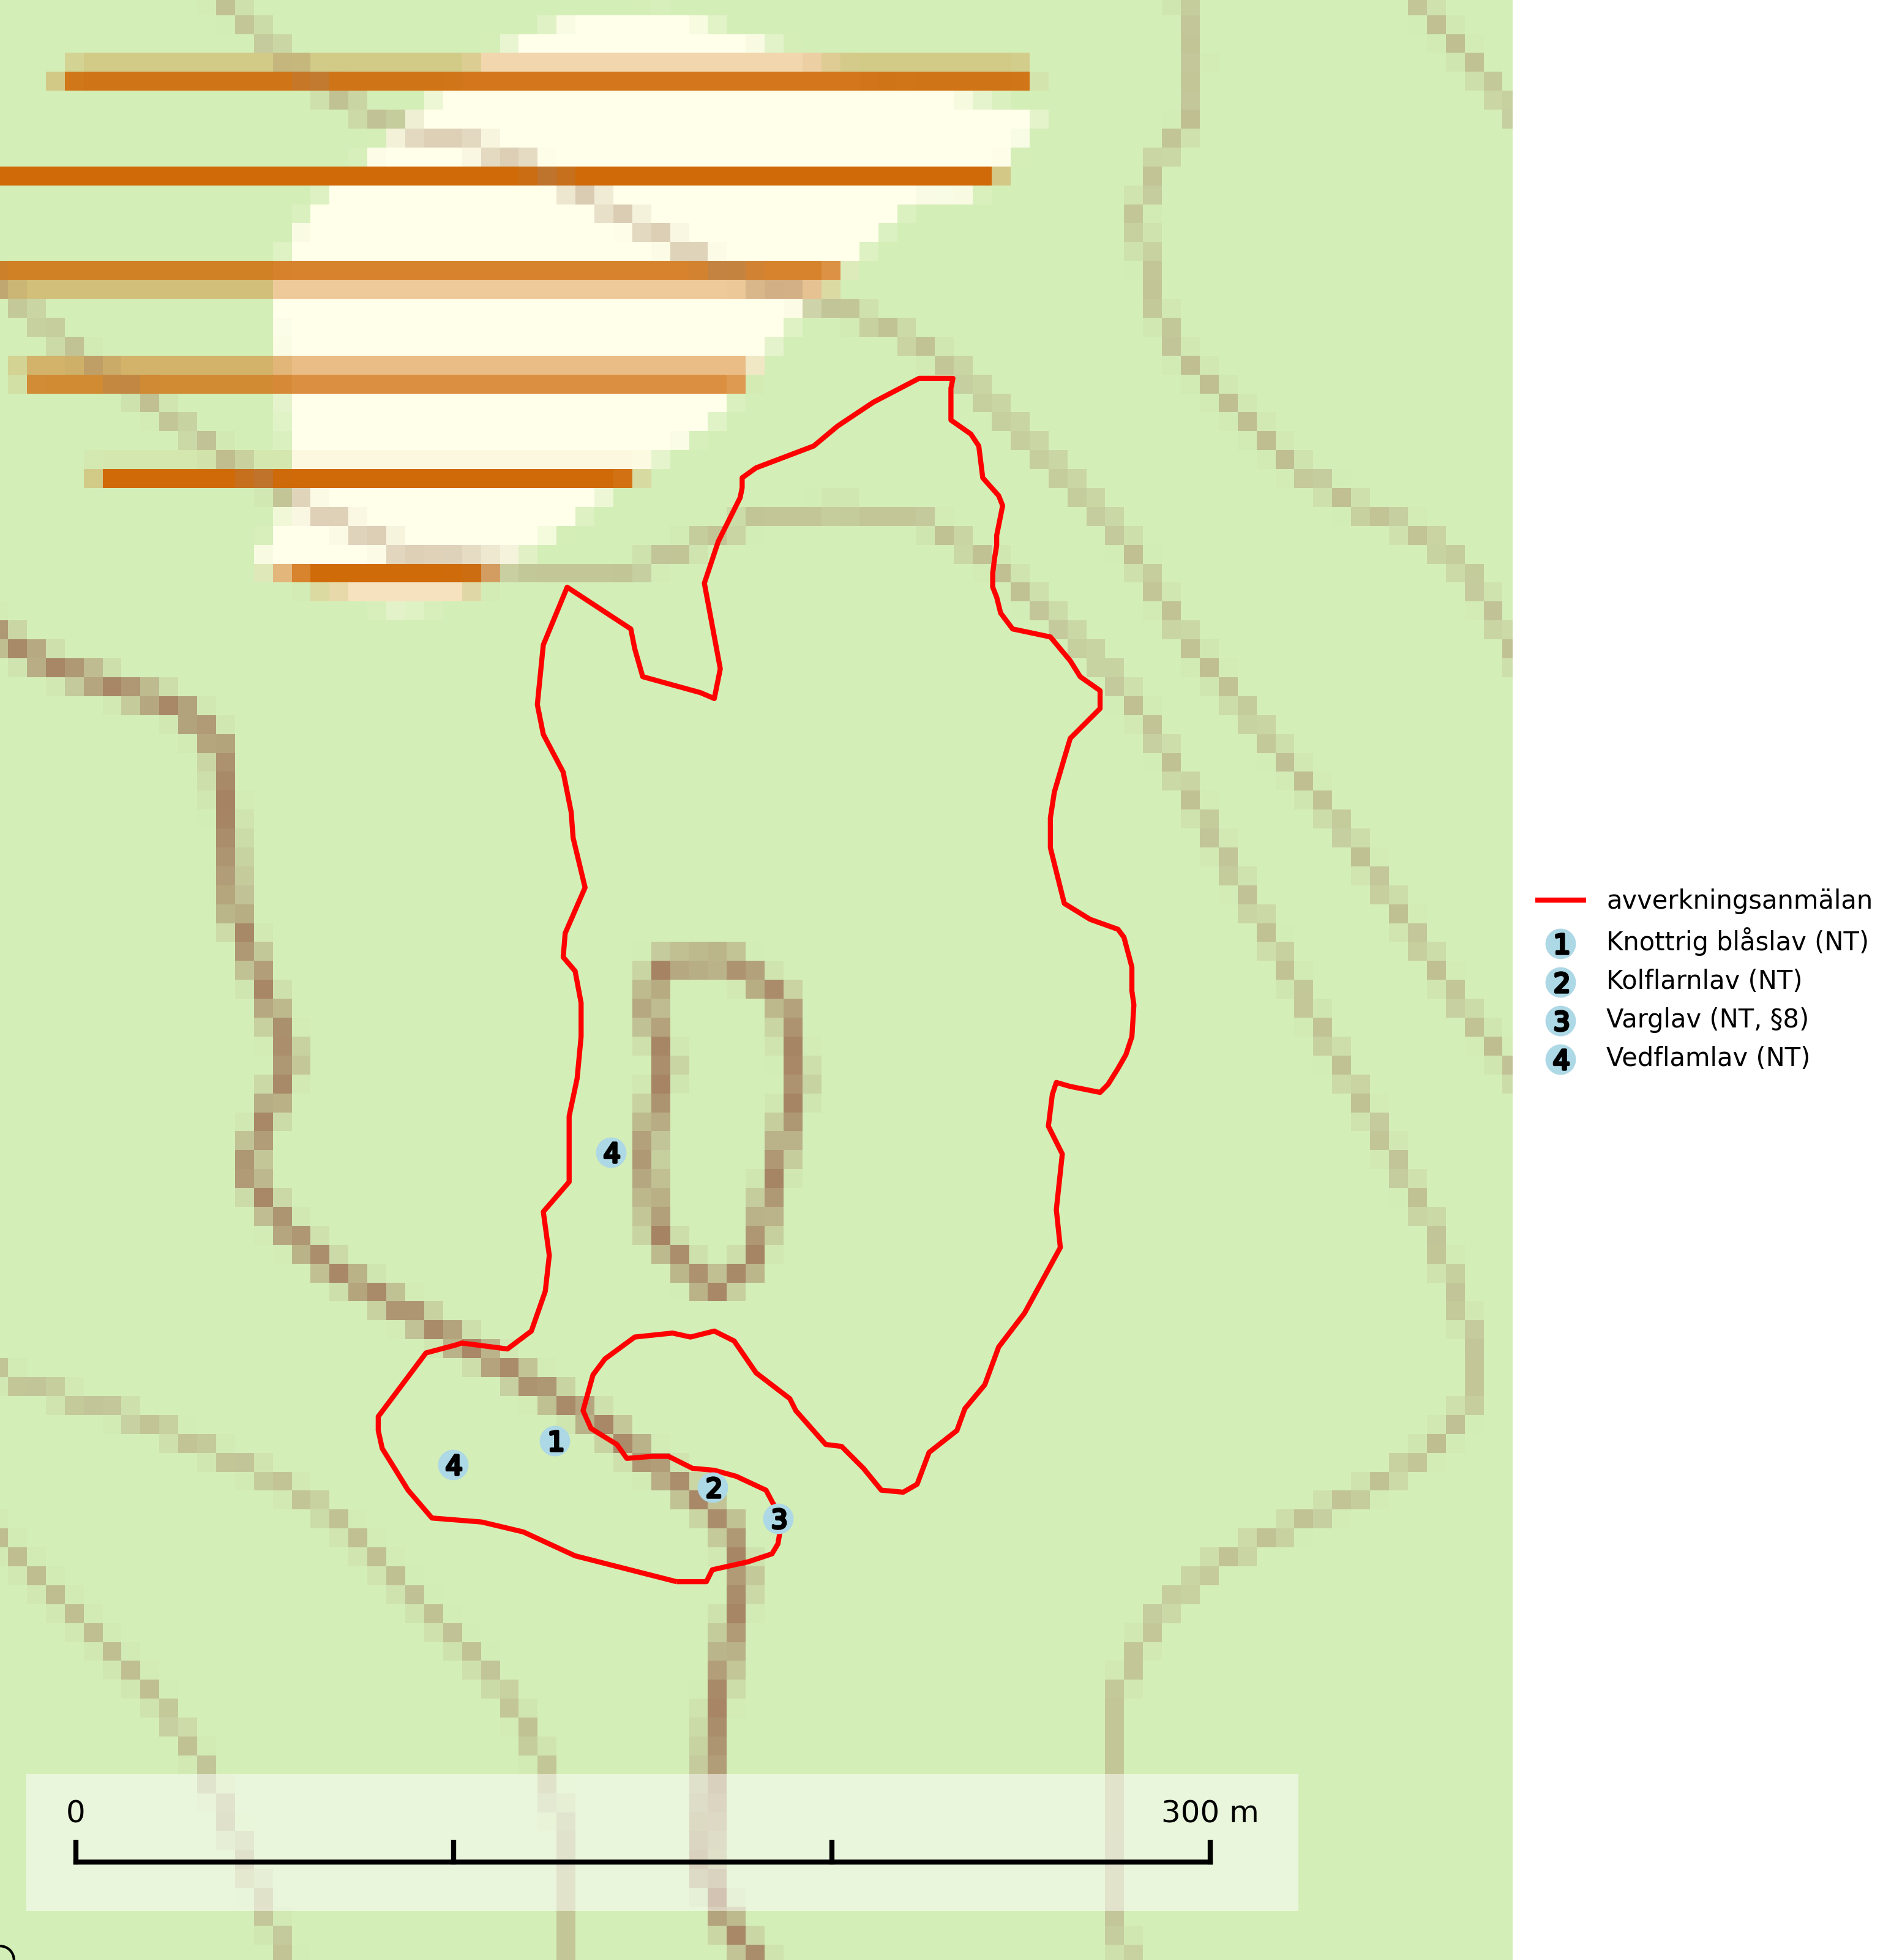 avverkningsanmälan
1 Knottrig blåslav (NT)
2 Kolflarnlav (NT)
3 Varglav (NT, §8)
4 Vedflamlav (NT)
4
1
4
2
3
0 300 m